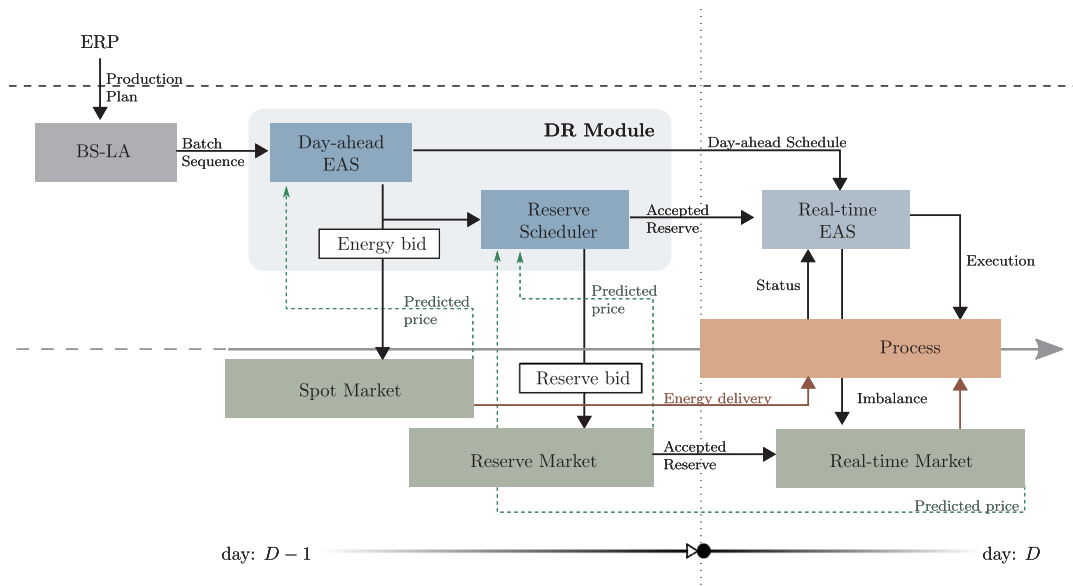 ERP
Production
Plan
BS-LA
Batch
Sequence
DR Module
Day-ahead
EAS
Day-ahead Schedule
Reserve
Scheduler
Accepted
Reserve
Real-time
EAS
Energy bid
Execution
Status
Predicted
price
Predicted
price
Process
Spot Market
Reserve bid
Energy delivery
Imbalance
Reserve Market
Accepted
Reserve
Real-time Market
Predicted price
day: D − 1
day: D